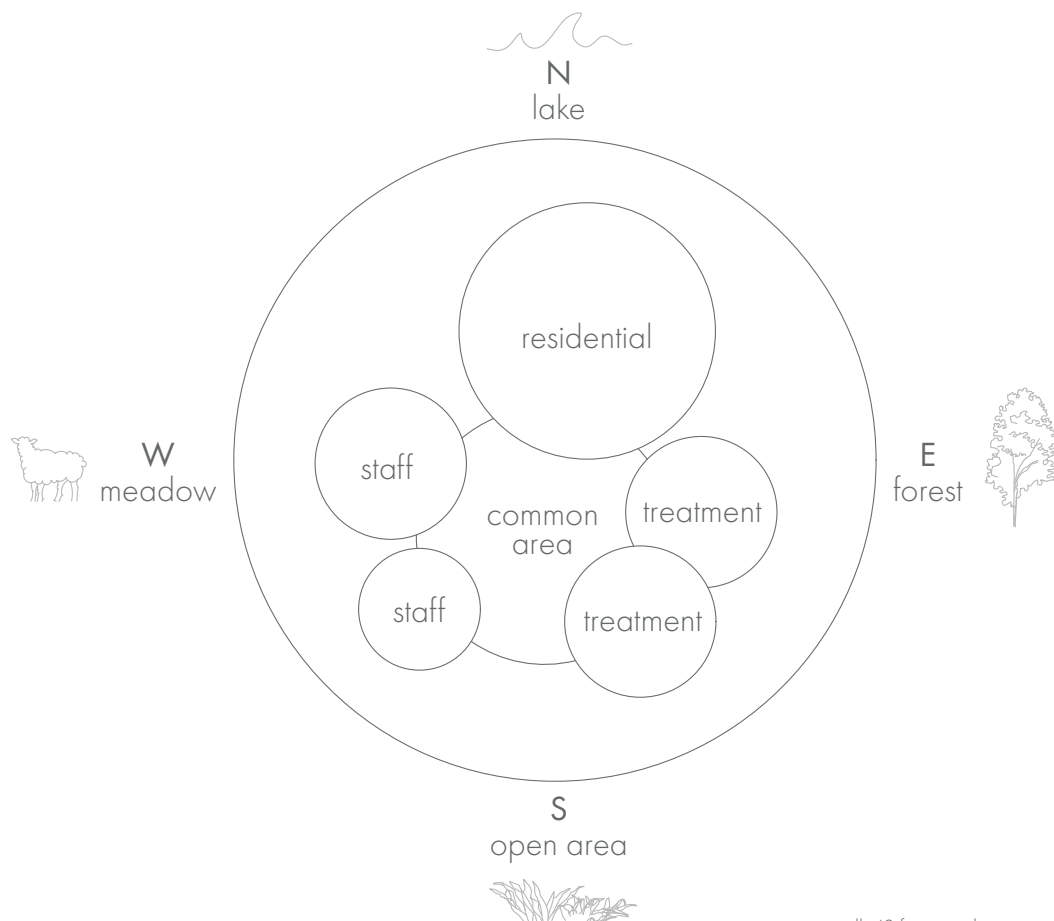 N
lake
residential
W
meadow
staff
common
area
treatment
E
forest
staff
treatment
S
open area